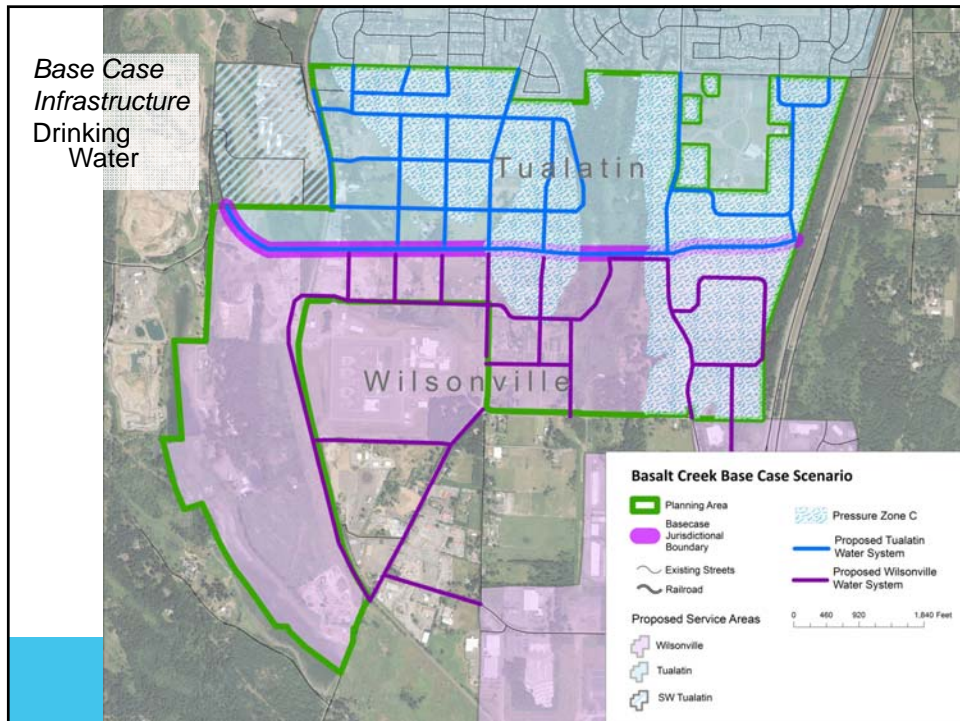 Base Case
Infrastructure
Drinking
Water
Tualatin
Wilsonville
Basalt Creek Base Case Scenario
Planning Area
Basecase
Jurisdictional
Boundary
Existing Streets
Railroad
Proposed Service Areas
Wilsonville
Tualatin
SW Tualatin
Pressure Zone C
Proposed Tualatin
Water System
Proposed Wilsonville
Water System
0 460 920 1,840 Feet